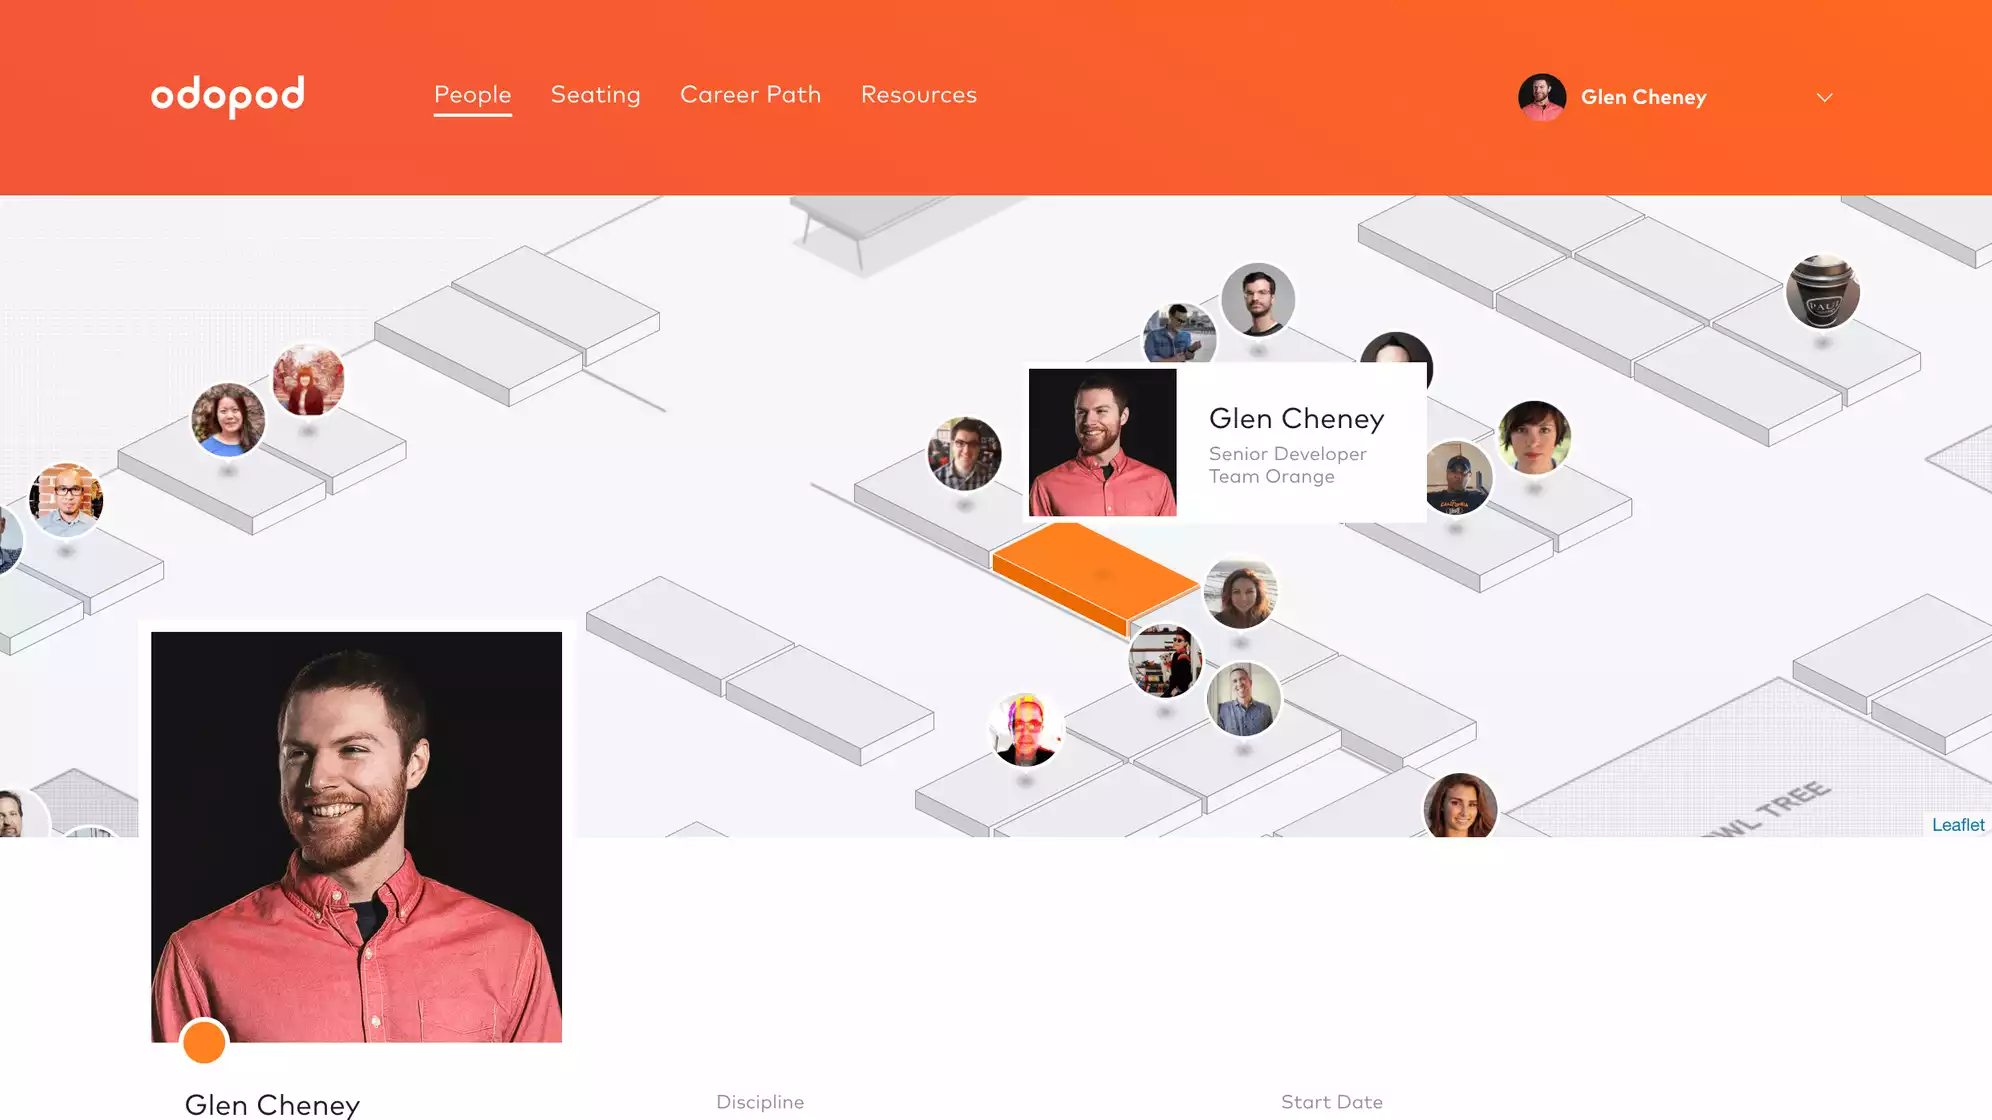 odopod
People
Seating
Career Path
Resources
Glen Cheney
PAUL
Glen Cheney
Senior Developer
Team Orange
TREE
Leaflet
Glen Cheney
Discipline
Start Date